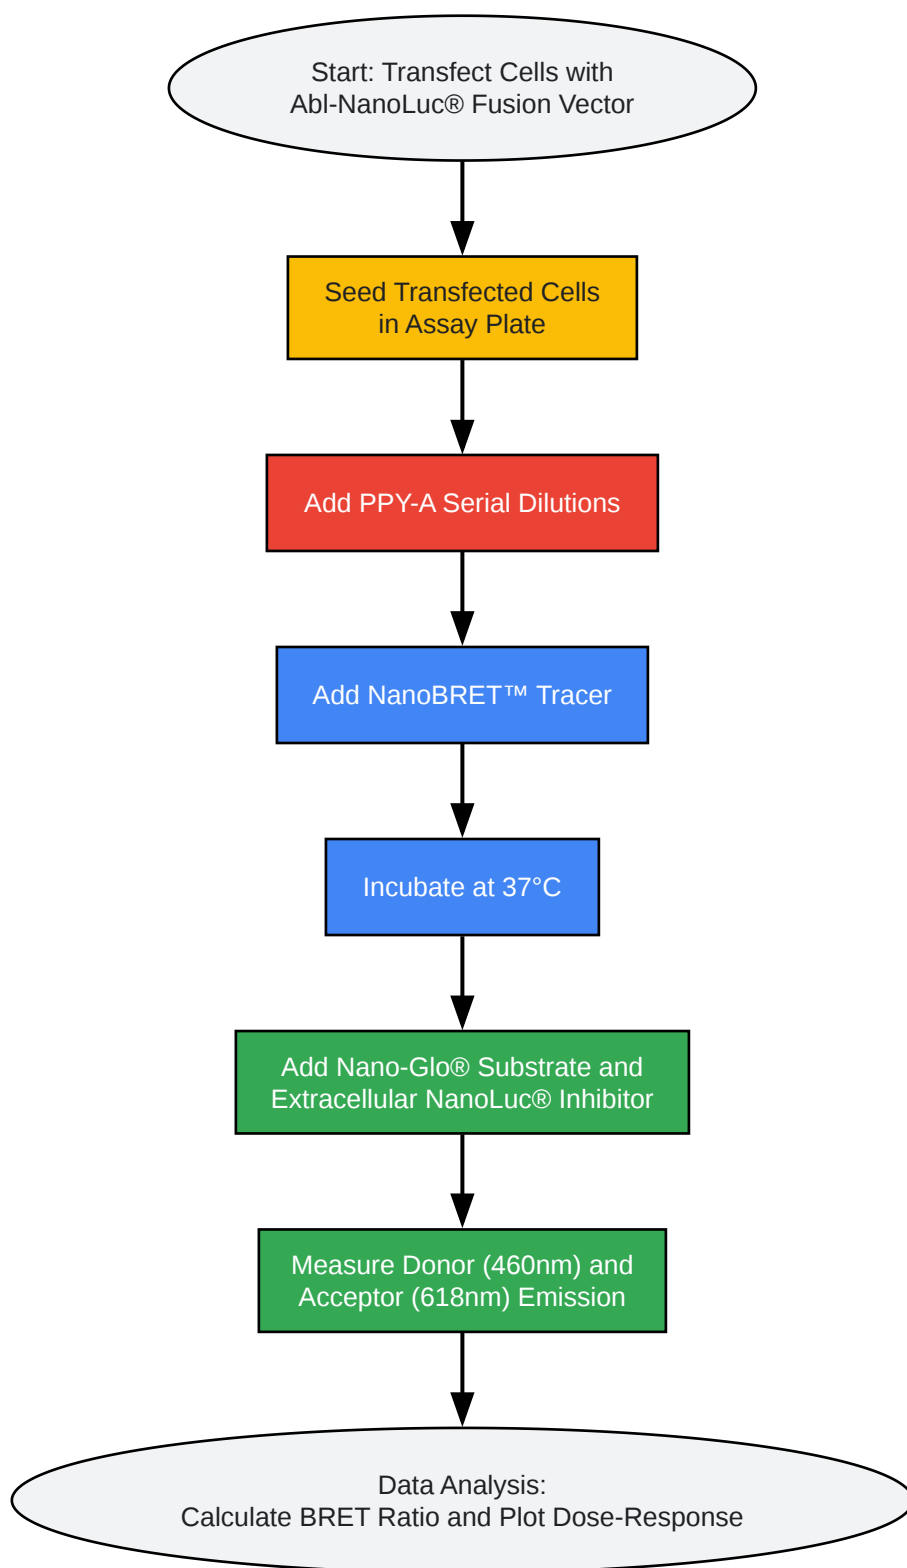 Start: Transfect Cells with
Abl-NanoLuc® Fusion Vector
Seed Transfected Cells
in Assay Plate
Add PPY-A Serial Dilutions
Add NanoBRET™ Tracer
Incubate at 37°C
Add Nano-Glo® Substrate and
Extracellular NanoLuc® Inhibitor
Measure Donor (460nm) and
Acceptor (618nm) Emission
Data Analysis:
Calculate BRET Ratio and Plot Dose-Response